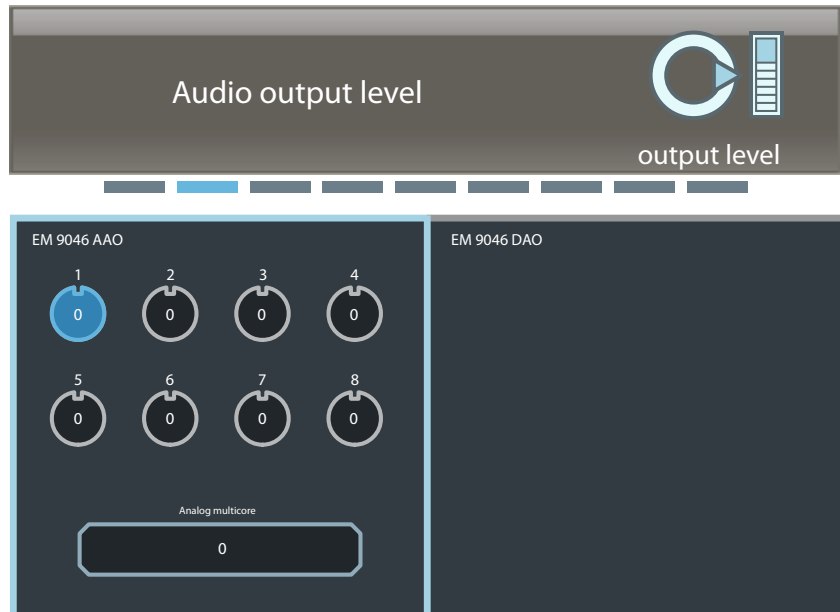 Audio output level
output level
EM 9046 AAO
EM 9046 DAO
1 2 3 4
0 0 0 0
5 6 7 8
0 0 0 0
Analog multicore
0